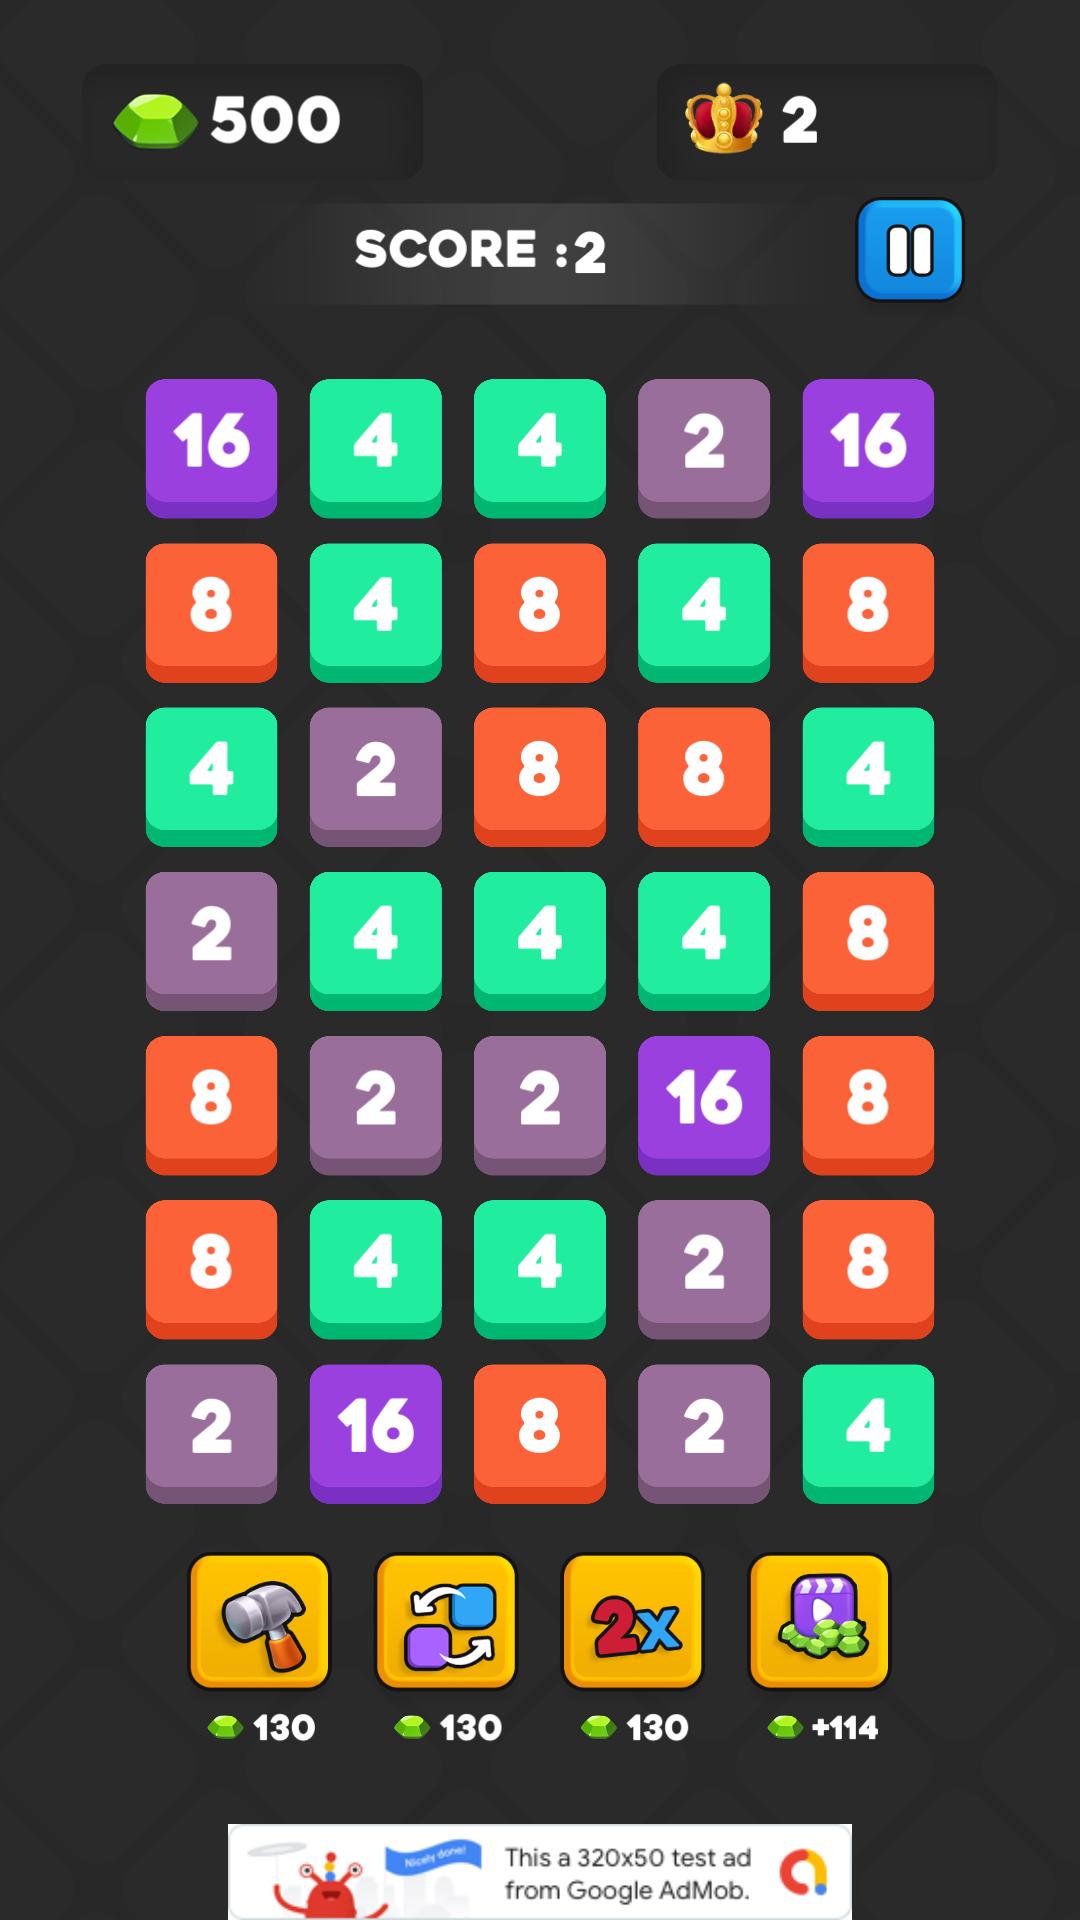 500 2
SCORE :2
16 4 4 2 16
8 4 8 4 8
4 2 8 8 4
2 4 4 4 8
8 2 2 16 8
8 4 4 2 8
2 16 8 2 4
2x
130 130 130 +114
Nicely done!
This a 320x50 test ad
from Google AdMob.